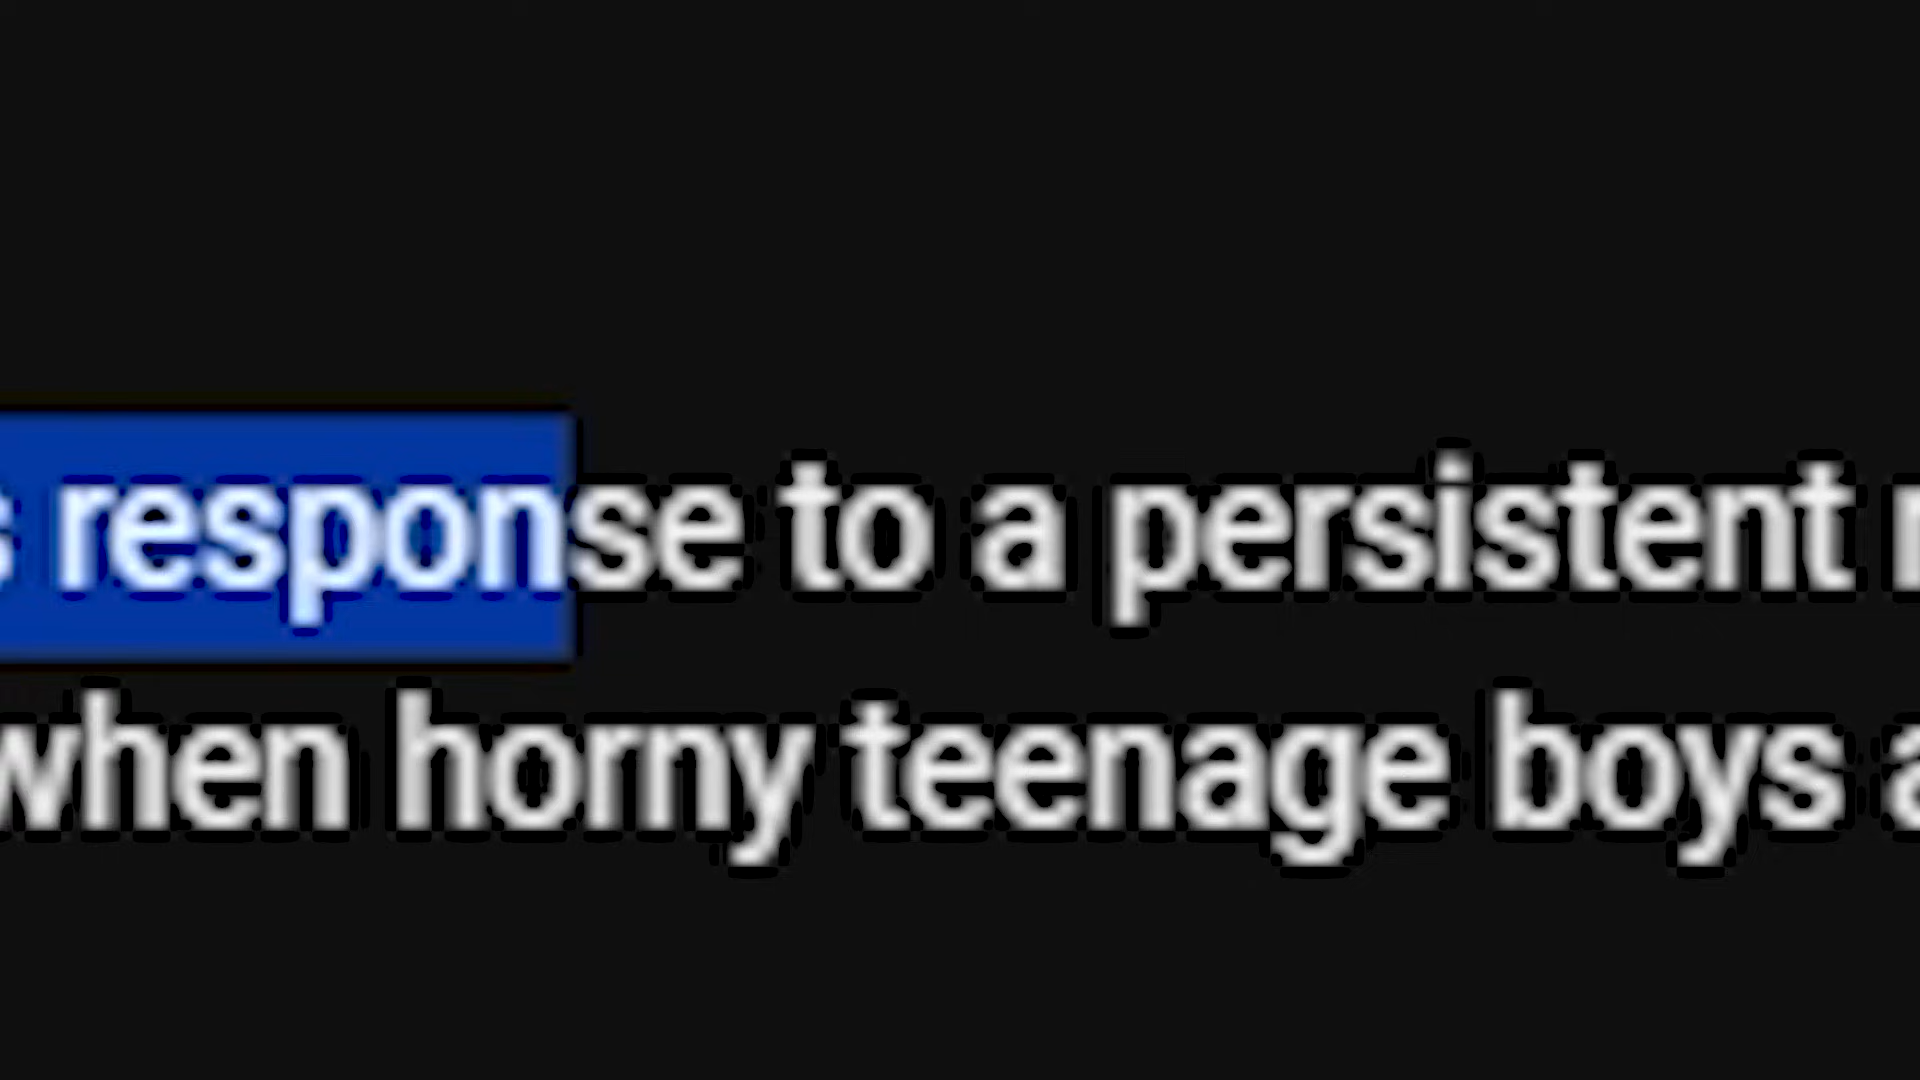 response to a persistent
when horny teenage boys